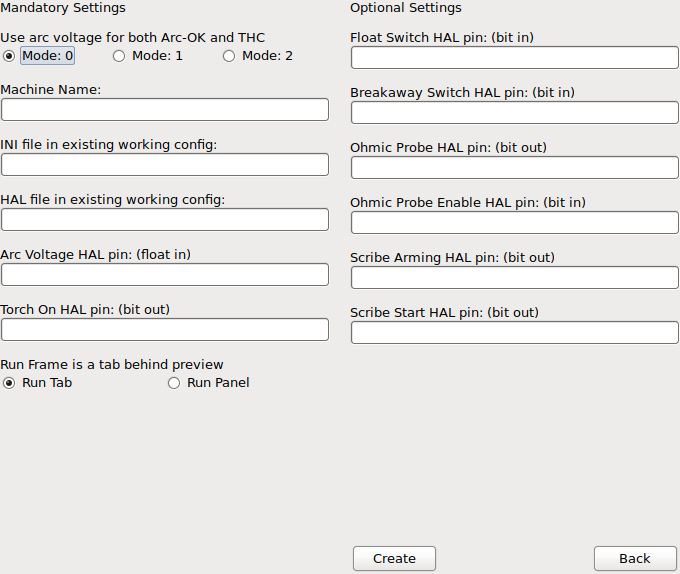 Mandatory Settings
Use arc voltage for both Arc-OK and THC
Mode: 0 Mode: 1 Mode: 2
Machine Name:
INI file in existing working config:
HAL file in existing working config:
Arc Voltage HAL pin: (float in)
Torch On HAL pin: (bit out)
Run Frame is a tab behind preview
Run Tab Run Panel
Optional Settings
Float Switch HAL pin: (bit in)
Breakaway Switch HAL pin: (bit in)
Ohmic Probe HAL pin: (bit out)
Ohmic Probe Enable HAL pin: (bit in)
Scribe Arming HAL pin: (bit out)
Scribe Start HAL pin: (bit out)
Create Back